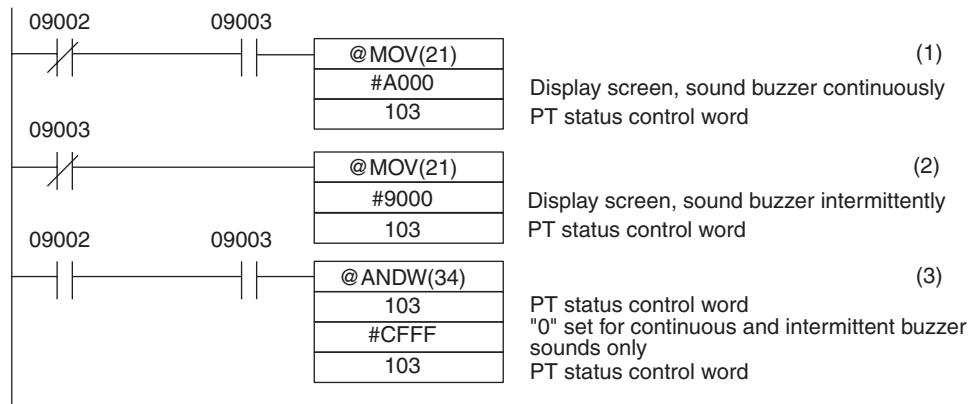 09002 09003
@MOV(21) (1)
#A000 Display screen, sound buzzer continuously
103 PT status control word
09003
@MOV(21) (2)
#9000 Display screen, sound buzzer intermittently
103 PT status control word
09002 09003
@ANDW(34) (3)
103 PT status control word
#CFFF "0" set for continuous and intermittent buzzer
sounds only
103 PT status control word